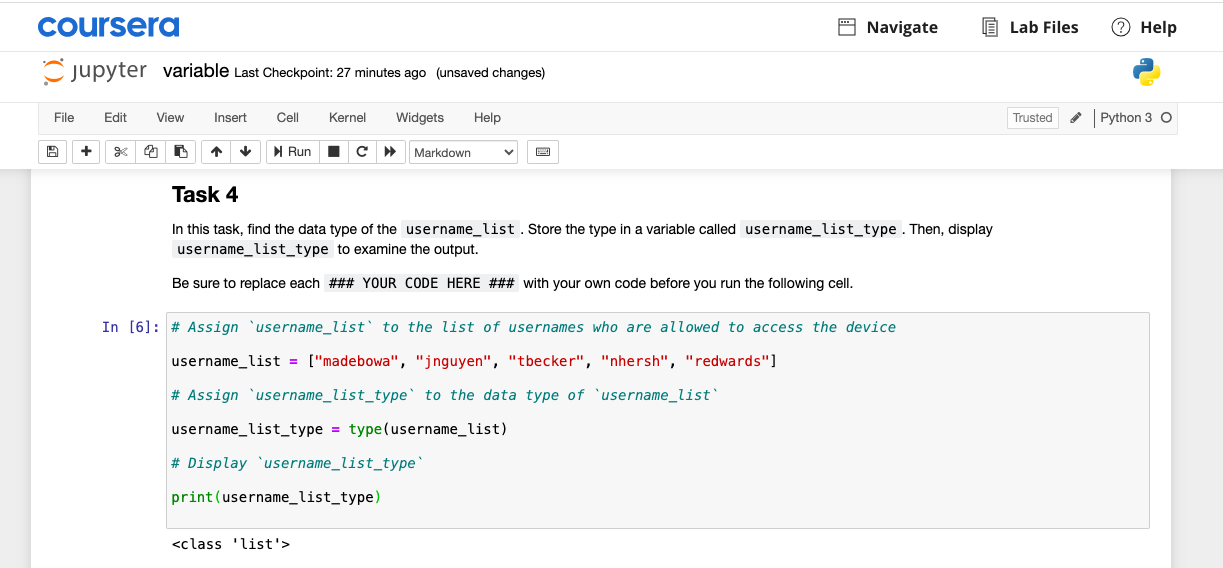 coursera
Navigate
Lab Files
Help
jupyter variable Last Checkpoint: 27 minutes ago (unsaved changes)
File Edit View Insert Cell Kernel Widgets Help
Trusted
Python 3
Run
Markdown
Task 4
In this task, find the data type of the username_list . Store the type in a variable called username_list_type . Then, display
username_list_type to examine the output.
Be sure to replace each ### YOUR CODE HERE ### with your own code before you run the following cell.
In [6]:
# Assign `username_list` to the list of usernames who are allowed to access the device
username_list = ["madebowa", "jnguyen", "tbecker", "nhersh", "redwards"]
# Assign `username_list_type` to the data type of `username_list`
username_list_type = type(username_list)
# Display `username_list_type`
print(username_list_type)
<class 'list'>